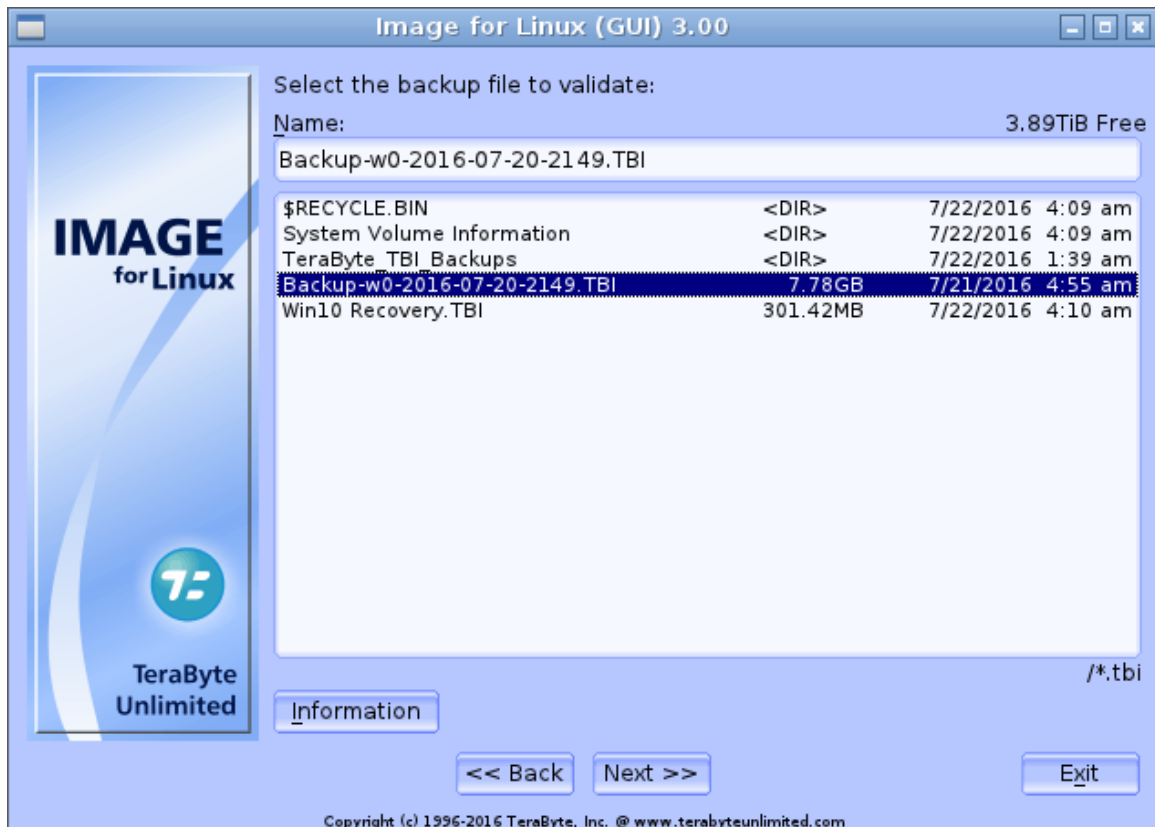 Image for Linux (GUI) 3.00
IMAGE
for Linux
TeraByte
Unlimited
Select the backup file to validate:
Name: 3.89TiB Free
Backup-w0-2016-07-20-2149.TBI
$RECYCLE.BIN <DIR> 7/22/2016 4:09 am
System Volume Information <DIR> 7/22/2016 4:09 am
TeraByte_TBI_Backups <DIR> 7/22/2016 1:39 am
Backup-w0-2016-07-20-2149.TBI 7.78GB 7/21/2016 4:55 am
Win10 Recovery.TBI 301.42MB 7/22/2016 4:10 am
/*.tbi
Information
<< Back Next >> Exit
Copyright (c) 1996-2016 TeraByte, Inc. @ www.terabyteunlimited.com